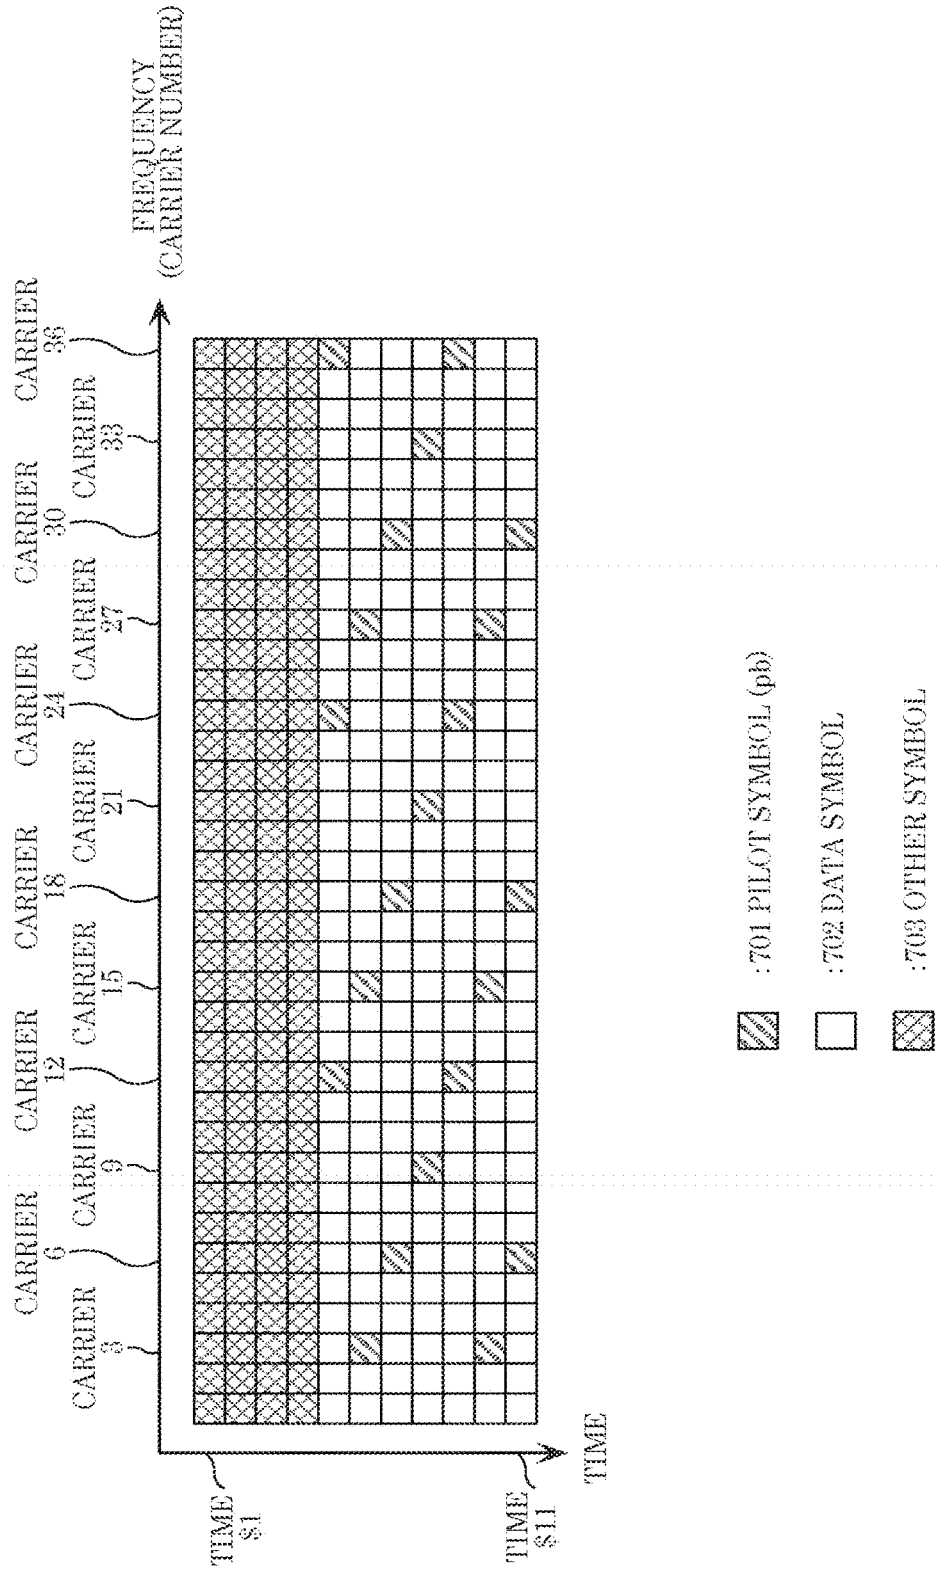 FREQUENCY
(CARRIER NUMBER)
CARRIER
3
CARRIER
6
CARRIER
9
CARRIER
12
CARRIER
15
CARRIER
18
CARRIER
21
CARRIER
24
CARRIER
27
CARRIER
30
CARRIER
33
CARRIER
36
TIME
$1
TIME
$11
TIME
: 701 PILOT SYMBOL (pb)
: 702 DATA SYMBOL
: 703 OTHER SYMBOL